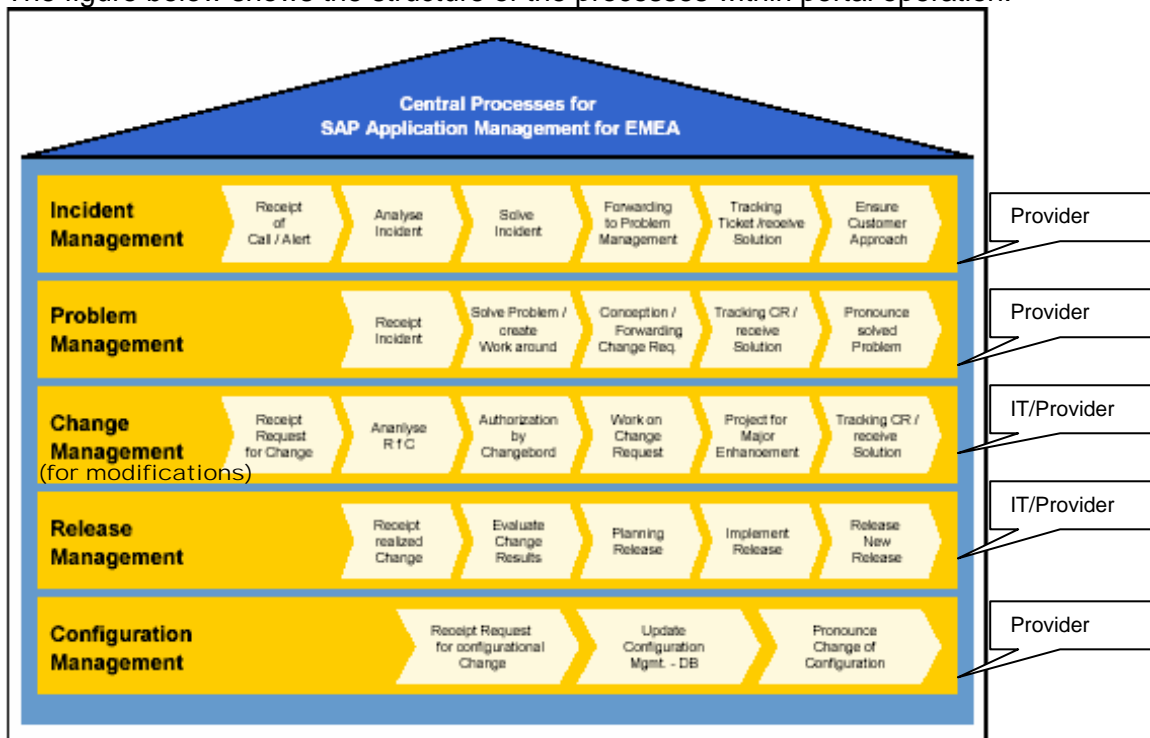 The figure below shows the structure of the processes within portal operation.
Central Processes for
SAP Application Management for EMEA
Incident
Management
Receipt
of
Call / Alert
Analyse
Incident
Solve
Incident
Forwarding
to Problem
Management
Tracking
Ticket /receive
Solution
Ensure
Customer
Approach
Provider
Problem
Management
Receipt
Incident
Solve Problem /
create
Work around
Conception /
Forwarding
Change Req.
Tracking CR /
receive
Solution
Pronounce
solved
Problem
Provider
Change
Management
(for modifications)
Receipt
Request
for Change
Ananlyse
R f C
Authorization
by
Changebord
Work on
Change
Request
Project for
Major
Enhancement
Tracking CR /
receive
Solution
IT/Provider
Release
Management
Receipt
realized
Change
Evaluate
Change
Results
Planning
Release
Implement
Release
Release
New
Release
IT/Provider
Configuration
Management
Receipt Request
for configurational
Change
Update
Configuration
Mgmt. - DB
Pronounce
Change of
Configuration
Provider